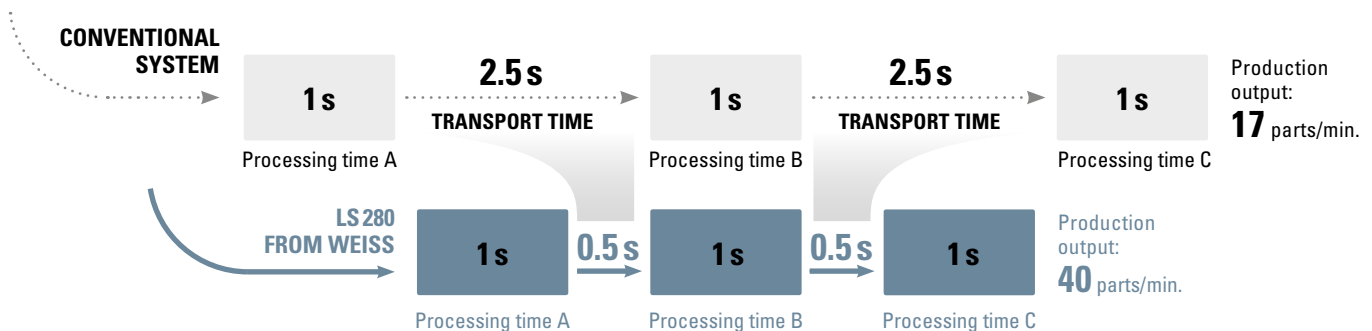 CONVENTIONAL
SYSTEM
1 s
2.5 s
TRANSPORT TIME
1 s
2.5 s
TRANSPORT TIME
1 s
Production
output:
17 parts/min.
Processing time A
Processing time B
Processing time C
LS 280
FROM WEISS
1 s
0.5 s
1 s
0.5 s
1 s
Production
output:
40 parts/min.
Processing time A
Processing time B
Processing time C